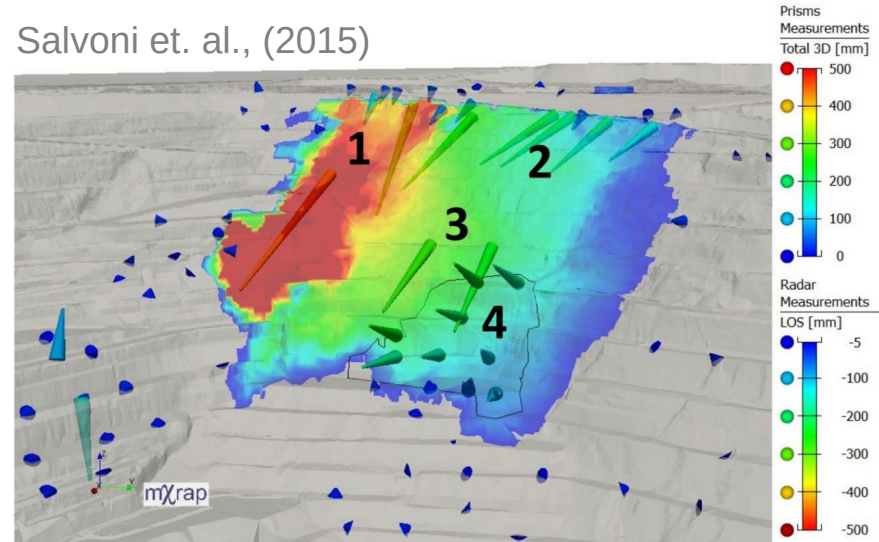 Salvoni et. al., (2015)
Prisms
Measurements
Total 3D [mm]
500
400
300
200
100
0
Radar
Measurements
LOS [mm]
-5
-100
-200
-300
-400
-500
1
2
3
4
z
Y
mχrap